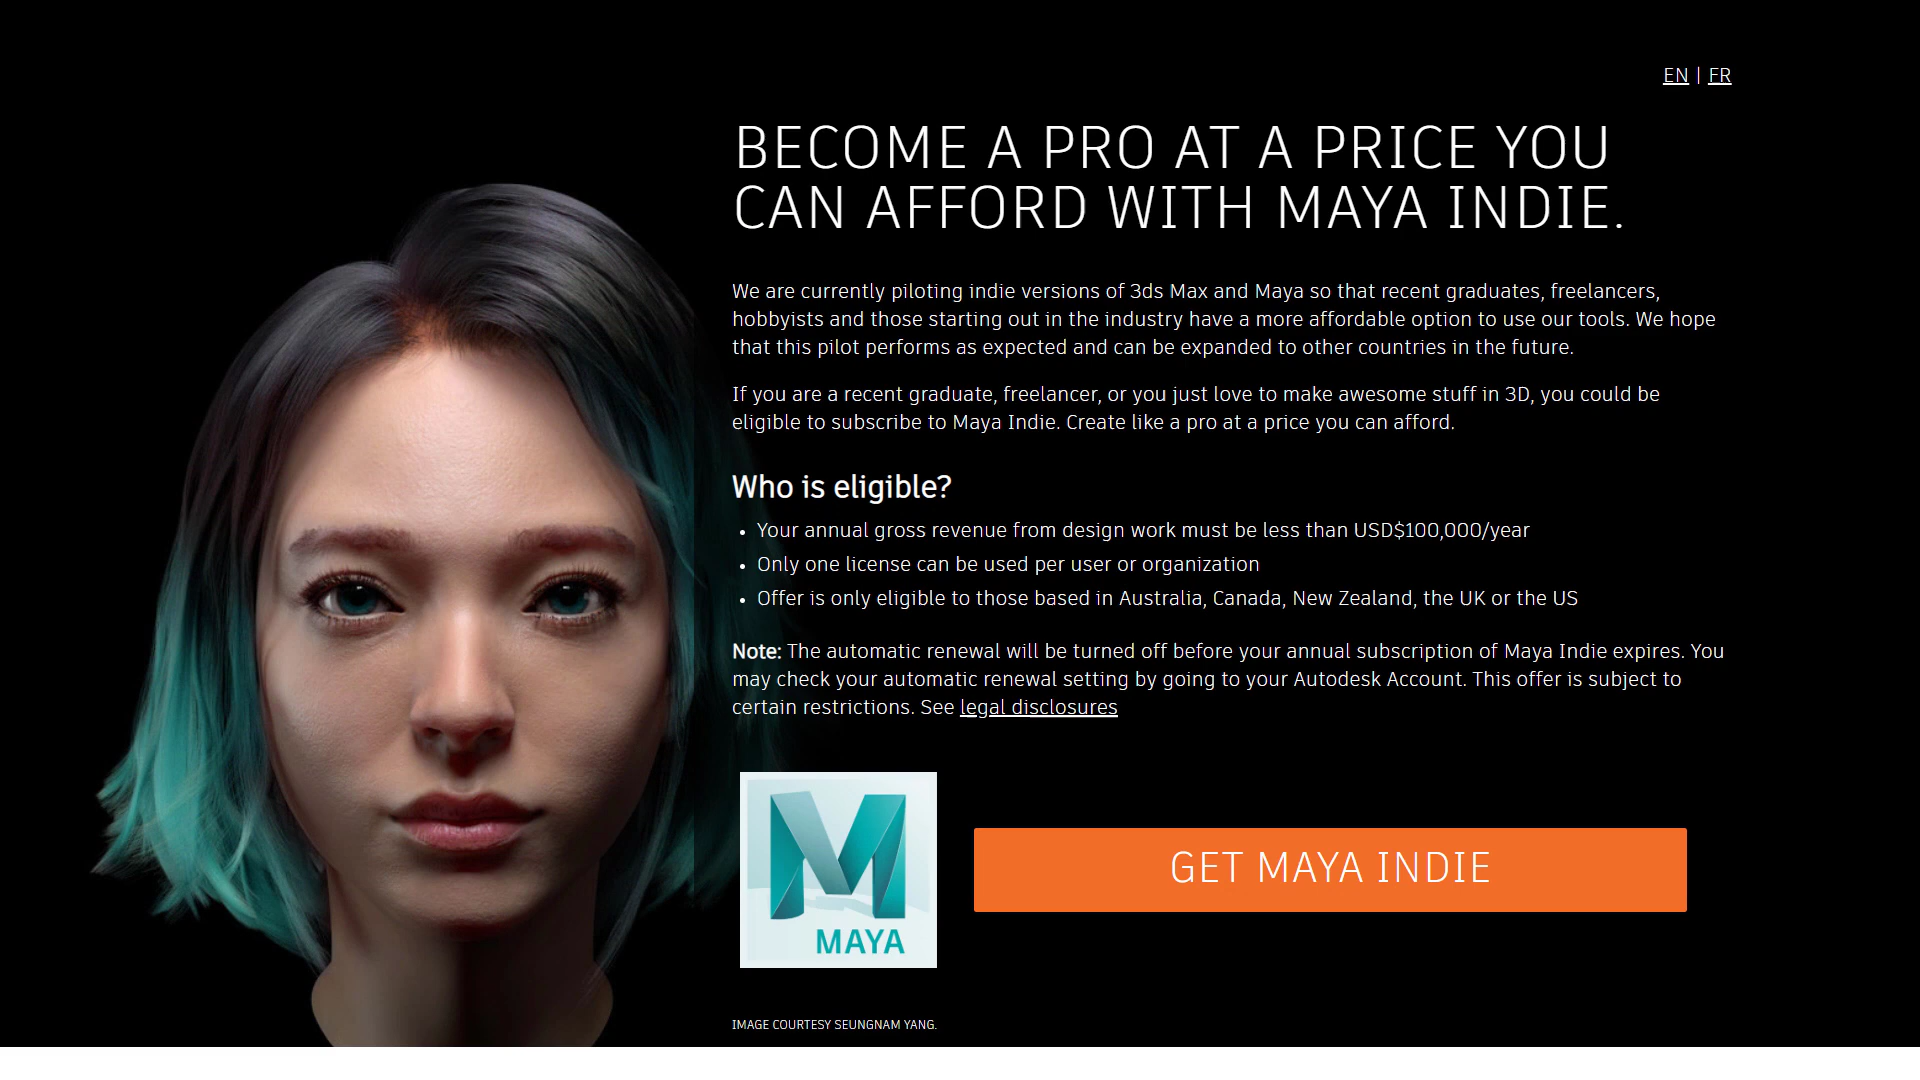 EN | FR
BECOME A PRO AT A PRICE YOU
CAN AFFORD WITH MAYA INDIE.
We are currently piloting indie versions of 3ds Max and Maya so that recent graduates, freelancers,
hobbyists and those starting out in the industry have a more affordable option to use our tools. We hope
that this pilot performs as expected and can be expanded to other countries in the future.
If you are a recent graduate, freelancer, or you just love to make awesome stuff in 3D, you could be
eligible to subscribe to Maya Indie. Create like a pro at a price you can afford.
Who is eligible?
• Your annual gross revenue from design work must be less than USD$100,000/year
• Only one license can be used per user or organization
• Offer is only eligible to those based in Australia, Canada, New Zealand, the UK or the US
Note: The automatic renewal will be turned off before your annual subscription of Maya Indie expires. You
may check your automatic renewal setting by going to your Autodesk Account. This offer is subject to
certain restrictions. See legal disclosures
M
MAYA
GET MAYA INDIE
IMAGE COURTESY SEUNGNAM YANG.